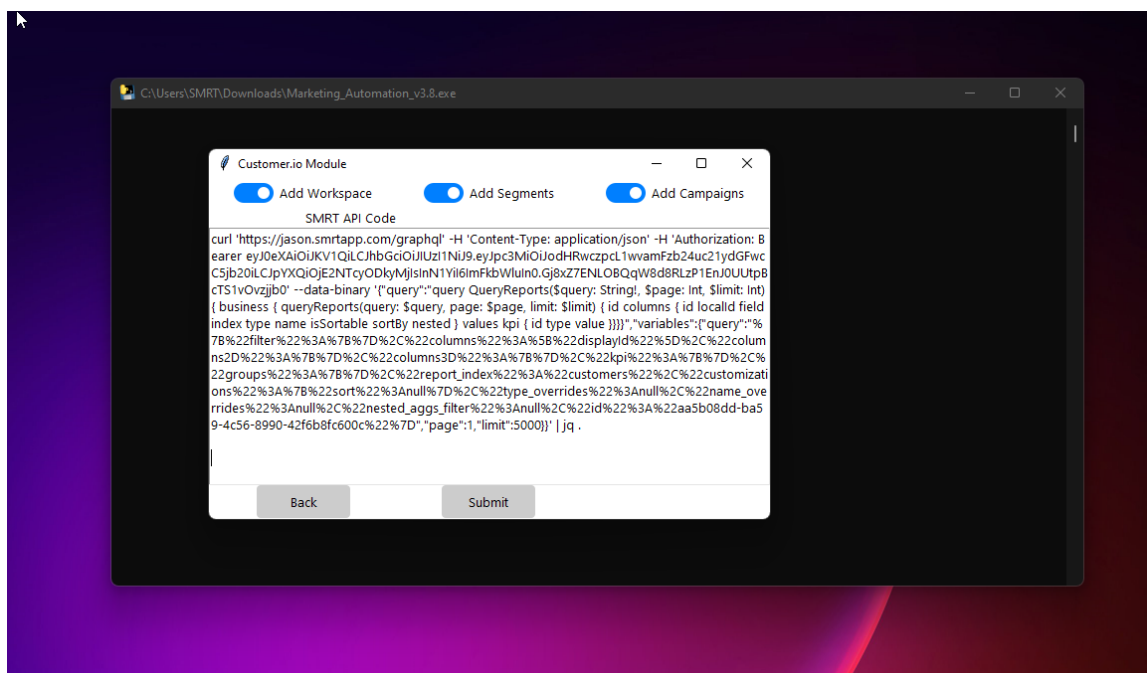 C:\Users\SMRT\Downloads\Marketing_Automation_v3.8.exe
Customer.io Module
Add Workspace Add Segments Add Campaigns
SMRT API Code
curl 'https://jason.smrtapp.com/graphql' -H 'Content-Type: application/json' -H 'Authorization: B
earer eyJ0eXAiOiJKV1QiLCJhbGciOiJIUzI1NiJ9.eyJpc3MiOiJodHRwczpcL1wvamFzb24uc21ydGFwc
C5jb20iLCJpYXQiOjE2NTcyODkyMjIsInN1YiI6ImFkbWluIn0.Gj8xZ7ENLOBQqW8d8RLzP1EnJ0UUtpB
cTS1vOvzjjb0' --data-binary '{"query":"query QueryReports($query: String!, $page: Int, $limit: Int)
{ business { queryReports(query: $query, page: $page, limit: $limit) { id columns { id localId field
index type name isSortable sortBy nested } values kpi { id type value }}}}","variables":{"query":"%
7B%22filter%22%3A%7B%7D%2C%22columns%22%3A%5B%22displayId%22%5D%2C%22colum
ns2D%22%3A%7B%7D%2C%22columns3D%22%3A%7B%7D%2C%22kpi%22%3A%7B%7D%2C%
22groups%22%3A%7B%7D%2C%22report_index%22%3A%22customers%22%2C%22customizati
ons%22%3A%7B%22sort%22%3Anull%7D%2C%22type_overrides%22%3Anull%2C%22name_ove
rrides%22%3Anull%2C%22nested_aggs_filter%22%3Anull%2C%22id%22%3A%22aa5b08dd-ba5
9-4c56-8990-42f6b8fc600c%22%7D","page":1,"limit":5000}}' | jq .
Back Submit